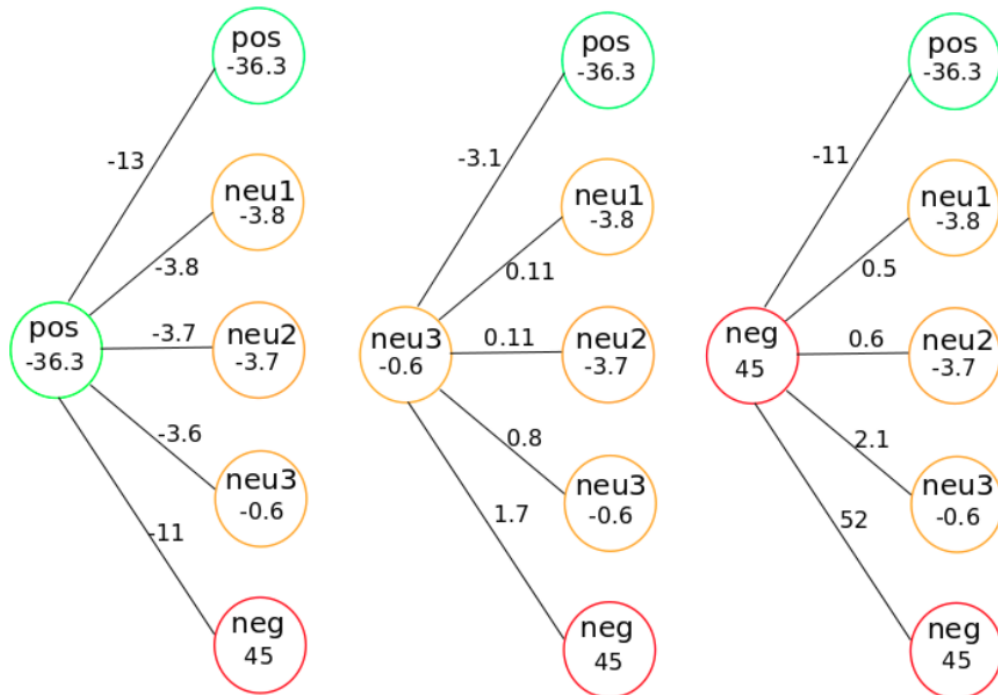 pos
-36.3
-13
neu1
-3.8
-3.8
pos
-36.3
-3.7
neu2
-3.7
-3.6
neu3
-0.6
-11
neg
45
pos
-36.3
-3.1
neu1
-3.8
0.11
neu3
-0.6
0.11
neu2
-3.7
0.8
neu3
-0.6
1.7
neg
45
pos
-36.3
-11
neu1
-3.8
0.5
neg
45
0.6
neu2
-3.7
2.1
neu3
-0.6
52
neg
45